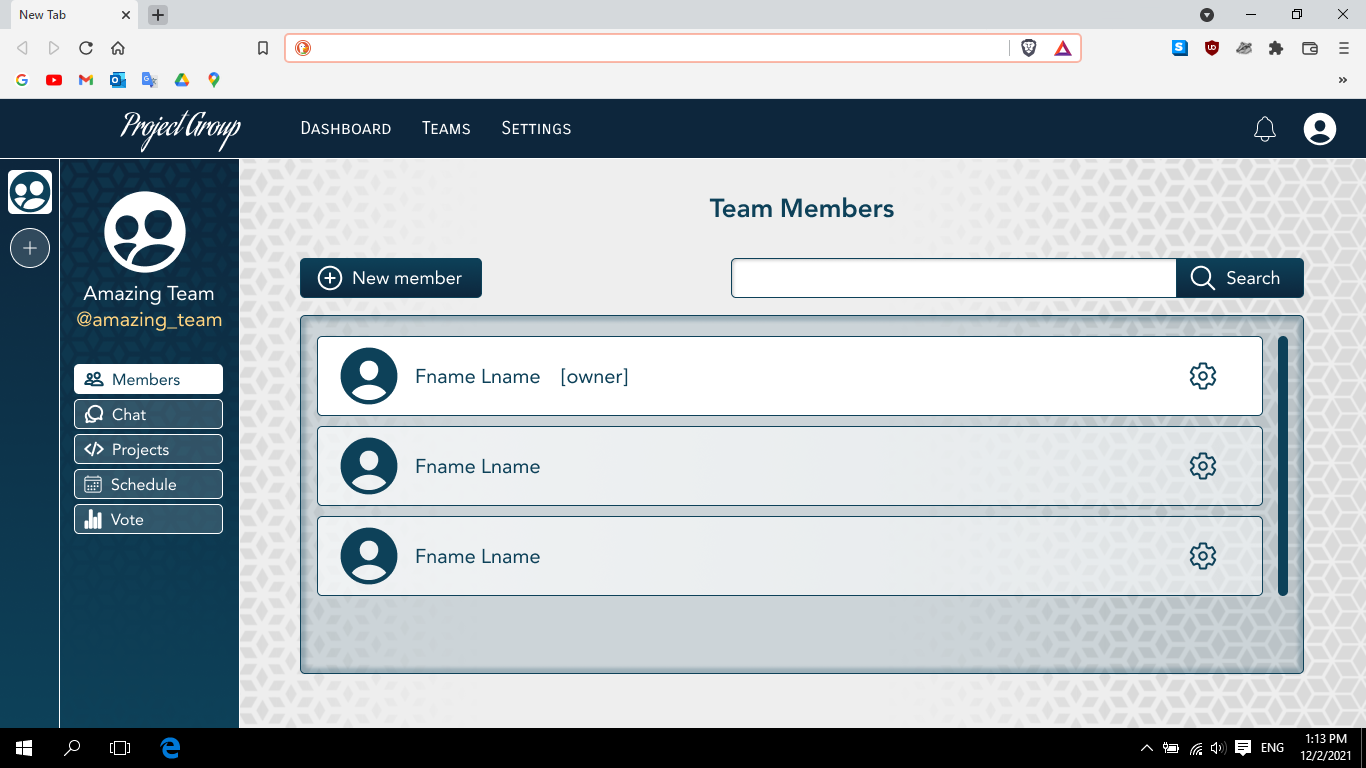 New Tab
Project Group
Dashboard Teams Settings
Amazing Team
@amazing_team
Members
Chat
Projects
Schedule
Vote
Team Members
New member
Search
Fname Lname [owner]
Fname Lname
Fname Lname
ENG
1:13 PM
12/2/2021